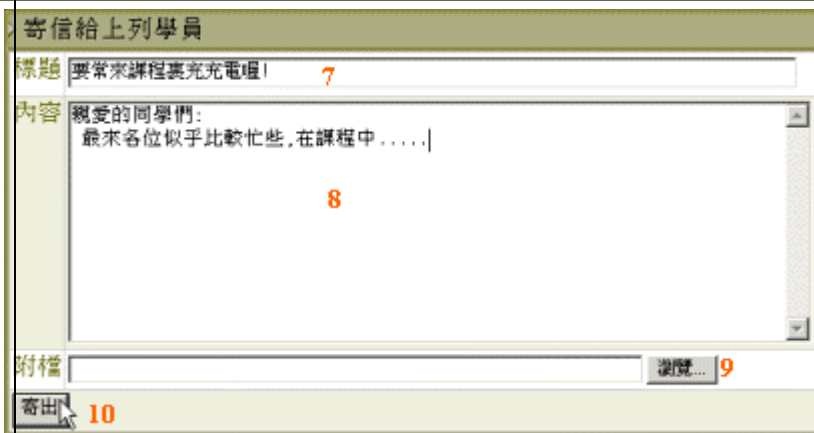 寄信給上列學員
標題 要常來課程裏充充電喔! 7
內容 親愛的同學們:
最來各位似乎比較忙些,在課程中.....
8
附檔 瀏覽... 9
寄出 10